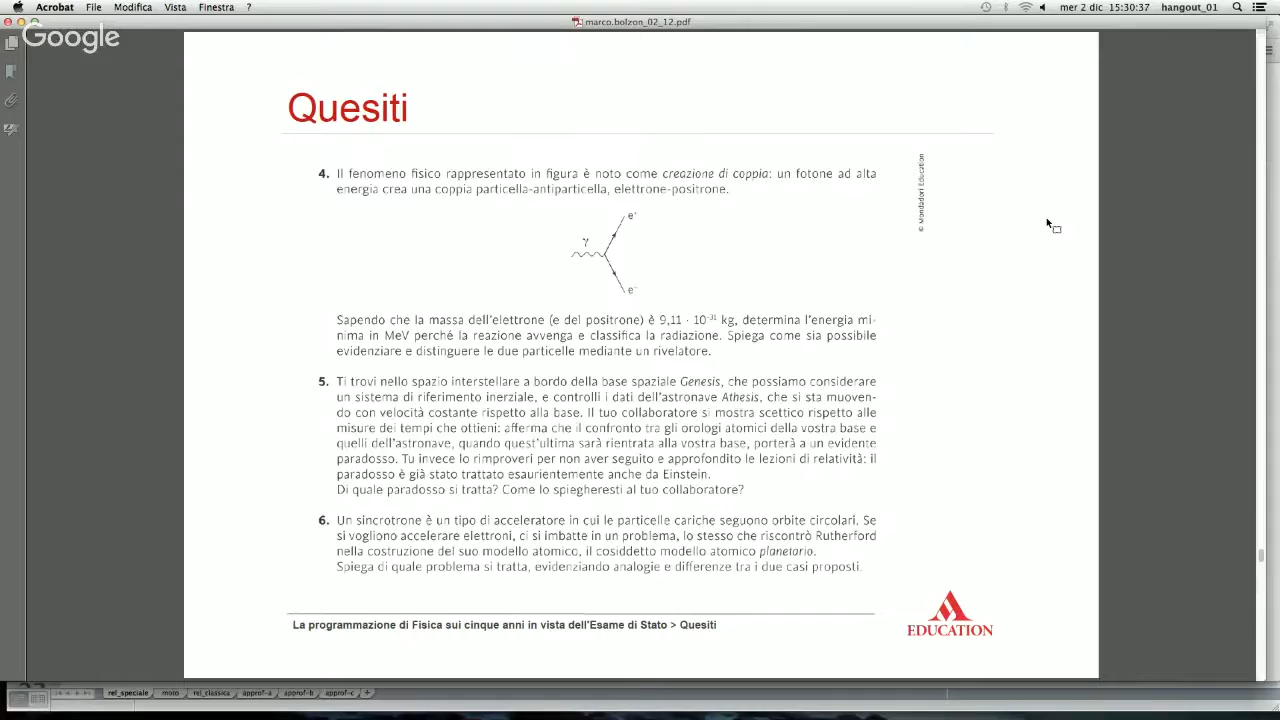 Acrobat File Modifica Vista Finestra ? mer 2 dic 15:30:37 hangout_01
marco.bolzon_02_12.pdf
Google
Quesiti
4. Il fenomeno fisico rappresentato in figura è noto come creazione di coppia: un fotone ad alta
energia crea una coppia particella-antiparticella, elettrone-positrone.
© Mondadori Education
e⁺
γ
e⁻
Sapendo che la massa dell'elettrone (e del positrone) è 9,11 · 10⁻³¹ kg, determina l'energia mi-
nima in MeV perché la reazione avvenga e classifica la radiazione. Spiega come sia possibile
evidenziare e distinguere le due particelle mediante un rivelatore.
5. Ti trovi nello spazio interstellare a bordo della base spaziale Genesis, che possiamo considerare
un sistema di riferimento inerziale, e controlli i dati dell'astronave Athesis, che si sta muoven-
do con velocità costante rispetto alla base. Il tuo collaboratore si mostra scettico rispetto alle
misure dei tempi che ottieni: afferma che il confronto tra gli orologi atomici della vostra base e
quelli dell'astronave, quando quest'ultima sarà rientrata alla vostra base, porterà a un evidente
paradosso. Tu invece lo rimproveri per non aver seguito e approfondito le lezioni di relatività: il
paradosso è già stato trattato esaurientemente anche da Einstein.
Di quale paradosso si tratta? Come lo spiegheresti al tuo collaboratore?
6. Un sincrotrone è un tipo di acceleratore in cui le particelle cariche seguono orbite circolari. Se
si vogliono accelerare elettroni, ci si imbatte in un problema, lo stesso che riscontrò Rutherford
nella costruzione del suo modello atomico, il cosiddetto modello atomico planetario.
Spiega di quale problema si tratta, evidenziando analogie e differenze tra i due casi proposti.
La programmazione di Fisica sui cinque anni in vista dell'Esame di Stato > Quesiti
EDUCATION
rel_speciale moto rel_classica approf-a approf-b approf-c +